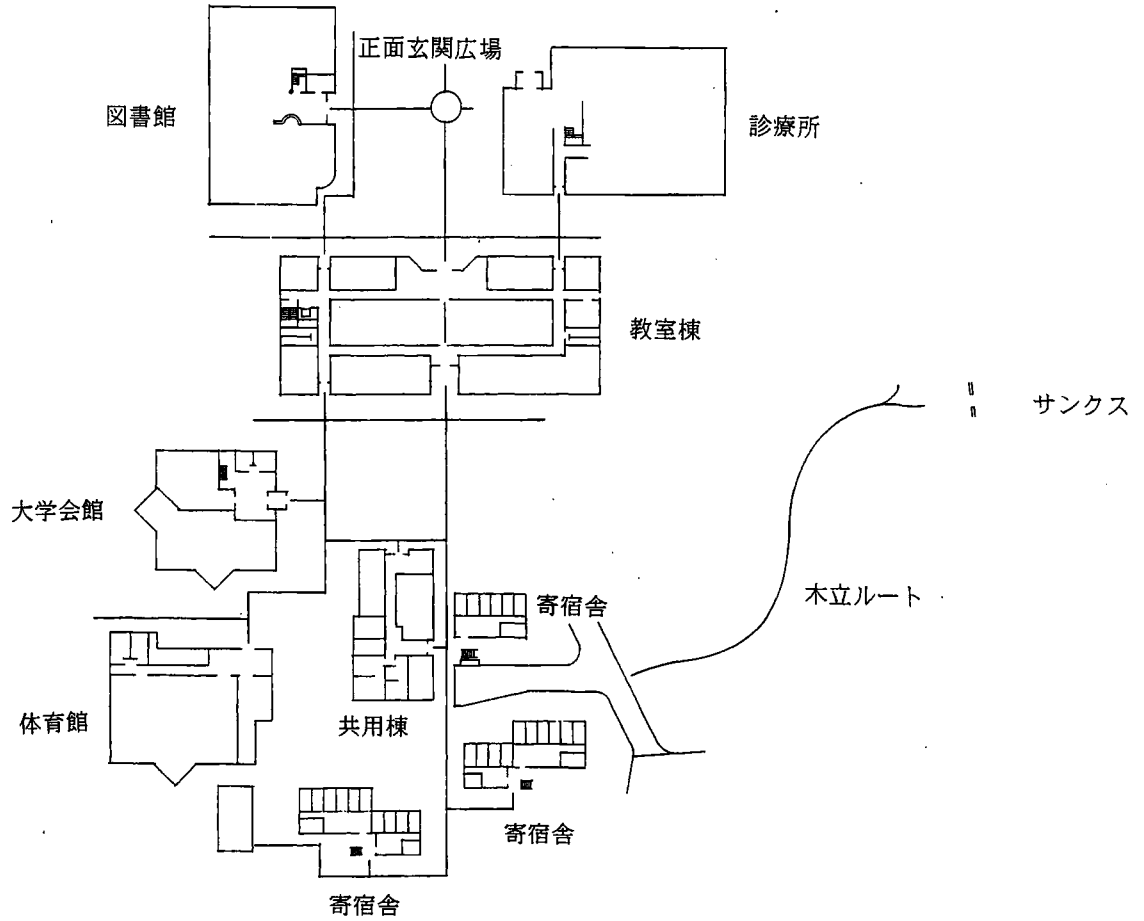 正面玄関広場
図書館
診療所
教室棟
サンクス
大学会館
木立ルート
寄宿舎
体育館
共用棟
寄宿舎
寄宿舎